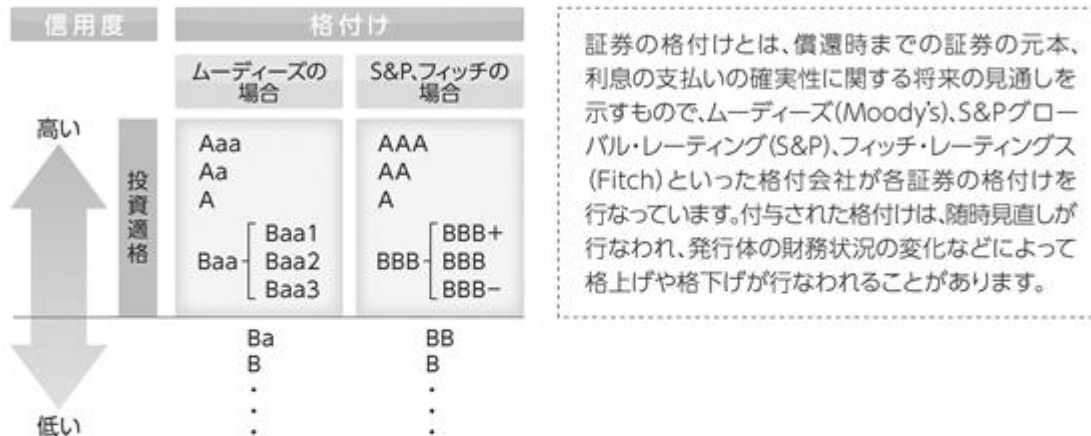 信用度
格付け
ムーディーズの
場合
S&P、フィッチの
場合
高い
投資適格
Aaa
Aa
A
Baa
Baa1
Baa2
Baa3
AAA
AA
A
BBB
BBB+
BBB
BBB−
Ba
B
・
・
・
BB
B
・
・
・
低い
証券の格付けとは、償還時までの証券の元本、
利息の支払いの確実性に関する将来の見通しを
示すもので、ムーディーズ(Moody's)、S&Pグロー
バル・レーティング(S&P)、フィッチ・レーティングス
(Fitch)といった格付会社が各証券の格付けを
行なっています。付与された格付けは、随時見直しが
行なわれ、発行体の財務状況の変化などによって
格上げや格下げが行なわれることがあります。